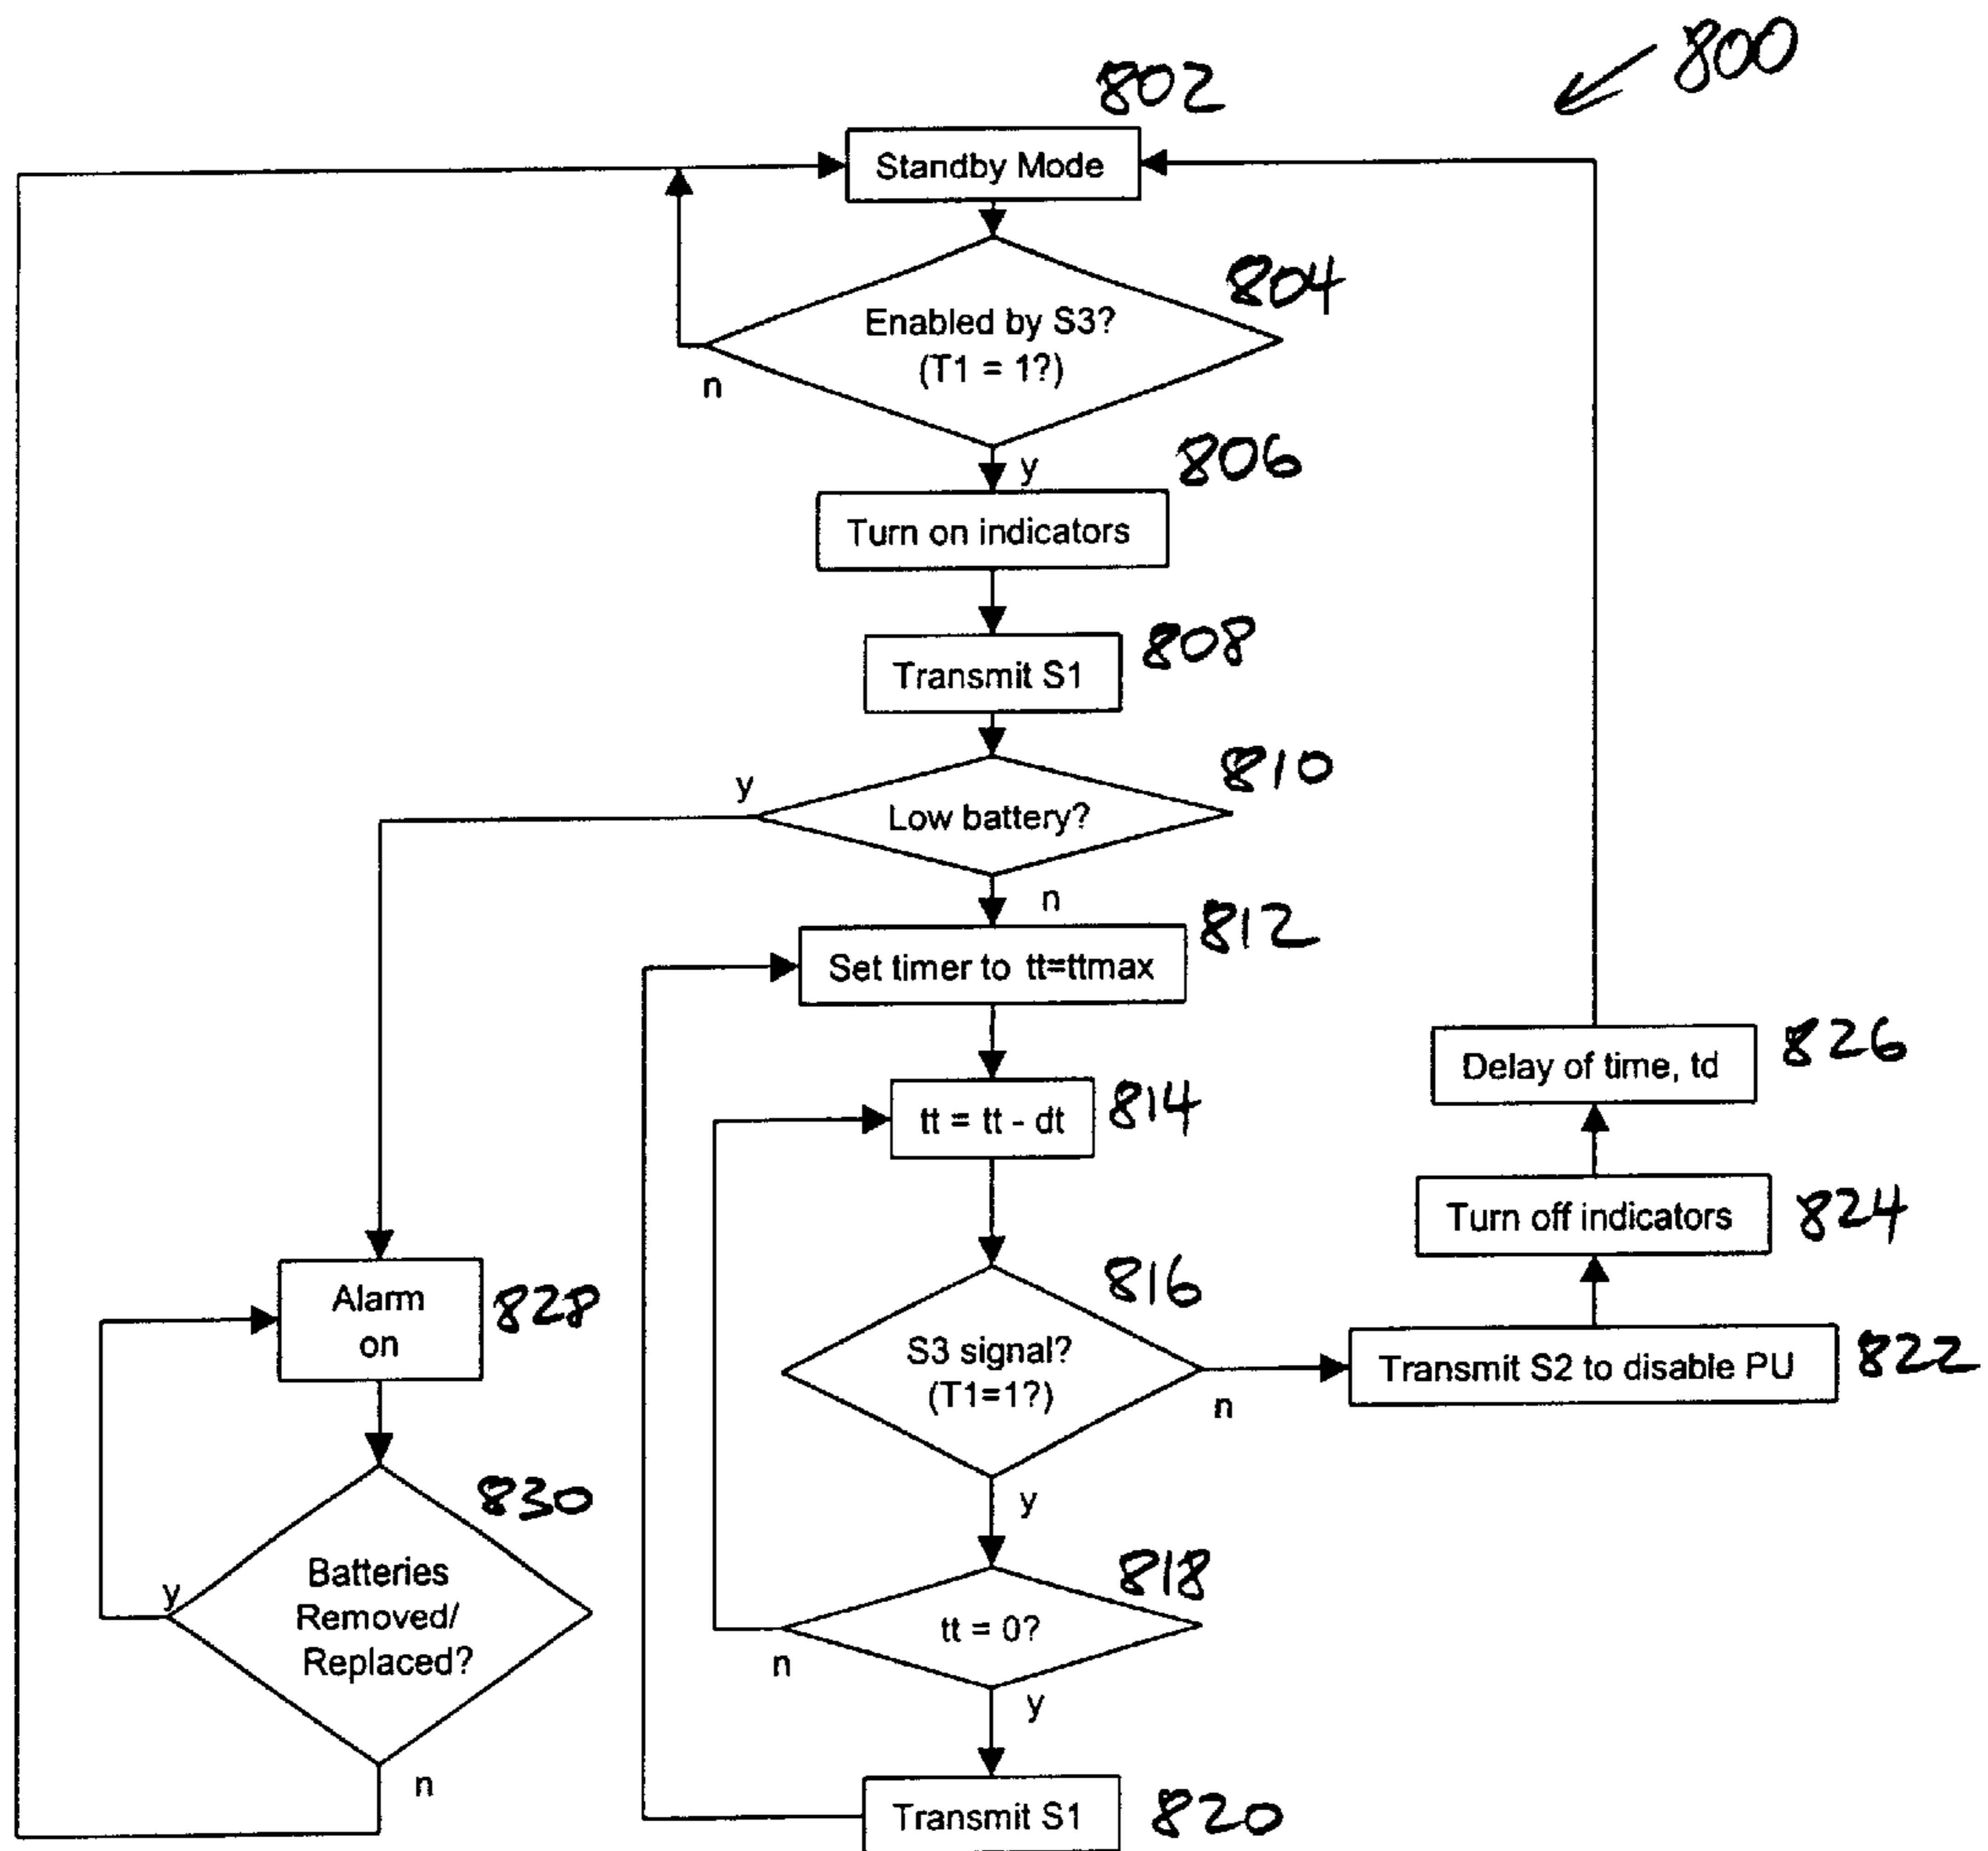 800
802
Standby Mode
804
Enabled by S3?
(T1 = 1?)
n
y
806
Turn on indicators
808
Transmit S1
810
y
Low battery?
n
812
Set timer to tt=ttmax
814
tt = tt - dt
826
Delay of time, td
824
Turn off indicators
816
S3 signal?
(T1=1?)
n
y
822
Transmit S2 to disable PU
828
Alarm
on
830
Batteries
Removed/
Replaced?
y
n
818
tt = 0?
n
y
Transmit S1
820